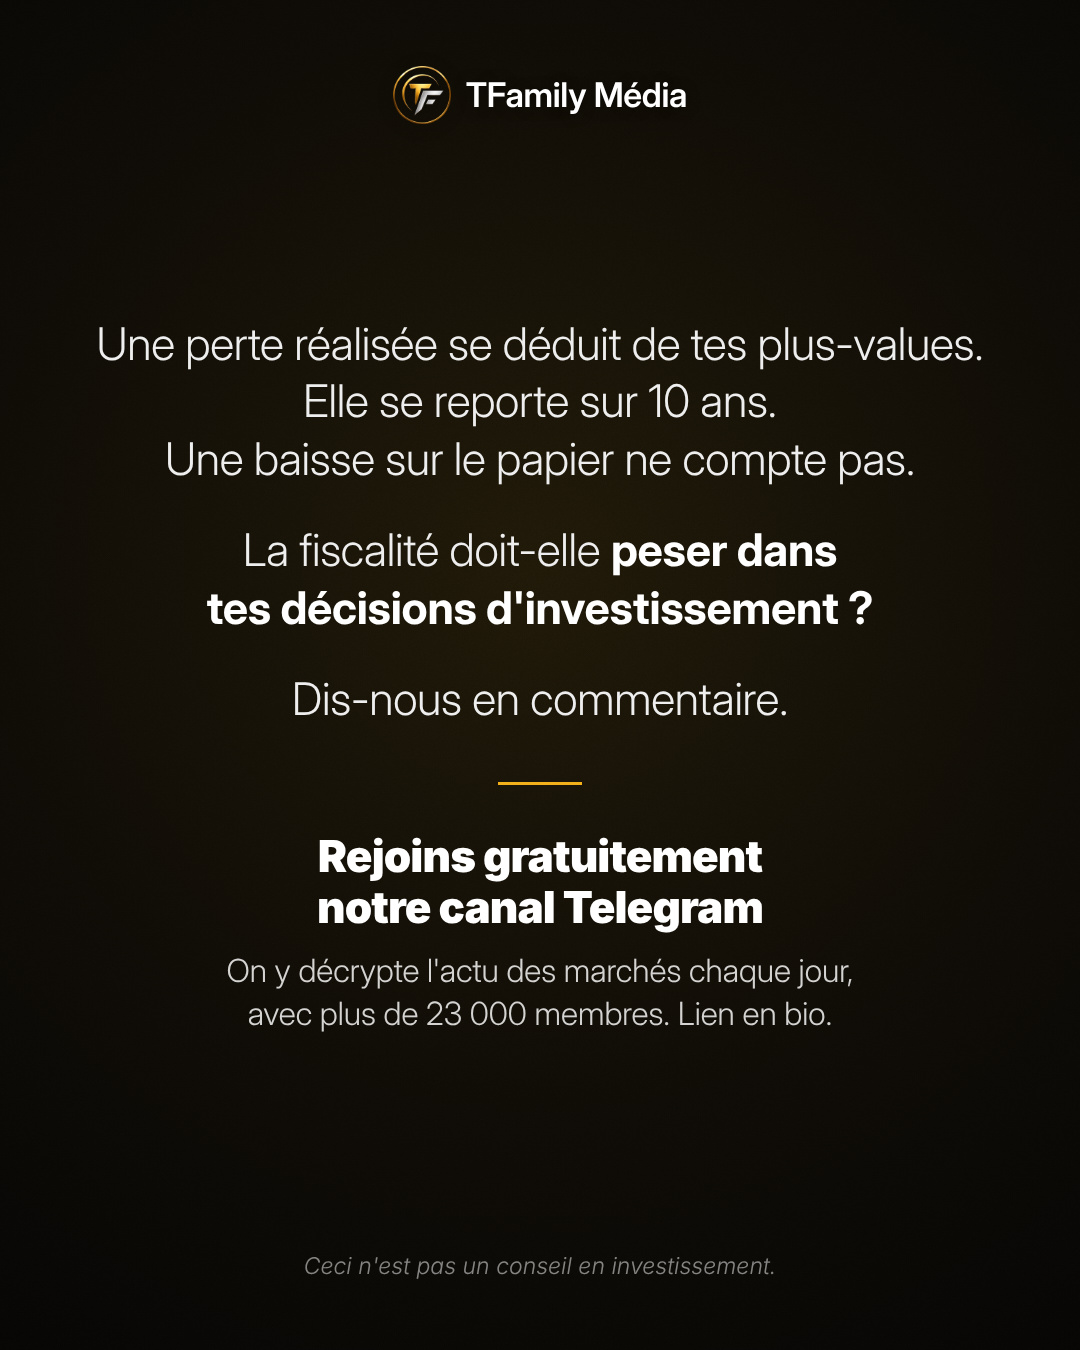 TF TFamily Média
Une perte réalisée se déduit de tes plus-values.
Elle se reporte sur 10 ans.
Une baisse sur le papier ne compte pas.
La fiscalité doit-elle peser dans
tes décisions d'investissement ?
Dis-nous en commentaire.
Rejoins gratuitement
notre canal Telegram
On y décrypte l'actu des marchés chaque jour,
avec plus de 23 000 membres. Lien en bio.
Ceci n'est pas un conseil en investissement.